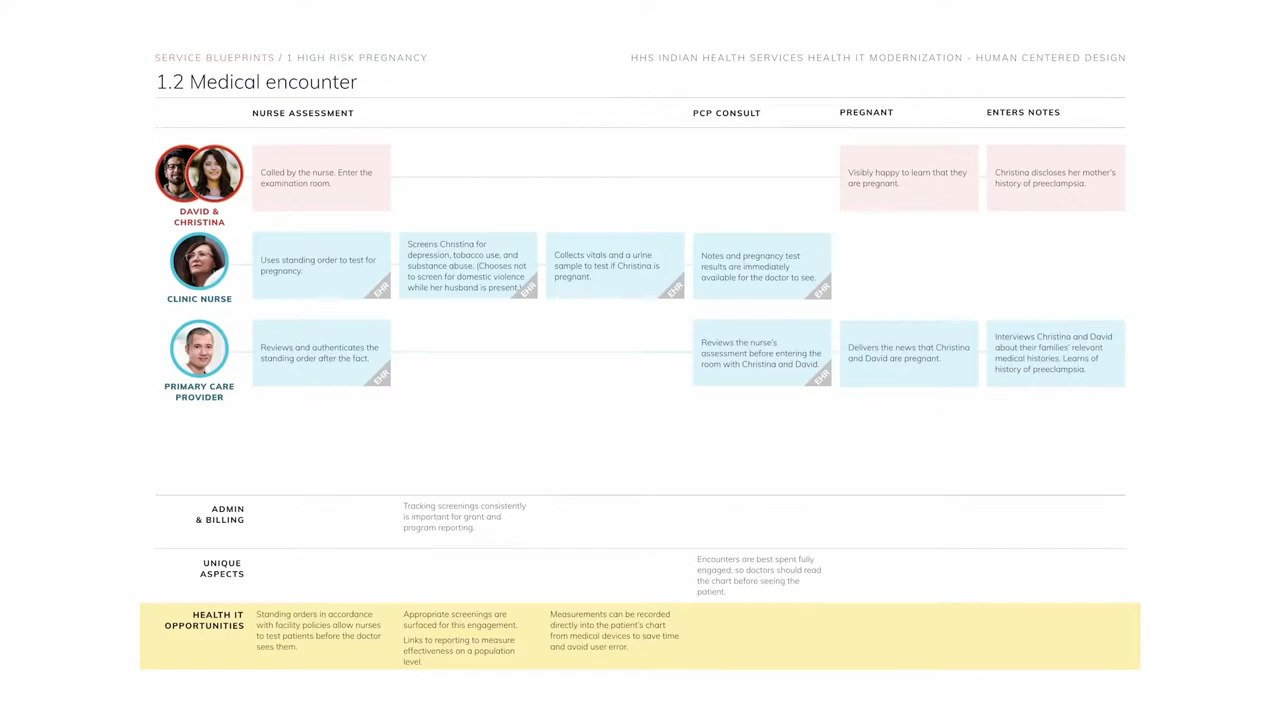 SERVICE BLUEPRINTS / 1 HIGH RISK PREGNANCY
HHS INDIAN HEALTH SERVICES HEALTH IT MODERNIZATION - HUMAN CENTERED DESIGN
1.2 Medical encounter
NURSE ASSESSMENT
PCP CONSULT
PREGNANT
ENTERS NOTES
DAVID &
CHRISTINA
Called by the nurse. Enter the
examination room.
Visibly happy to learn that they
are pregnant.
Christina discloses her mother's
history of preeclampsia.
CLINIC NURSE
Uses standing order to test for
pregnancy.
EHR
Screens Christina for
depression, tobacco use, and
substance abuse. (Chooses not
to screen for domestic violence
while her husband is present.)
EHR
Collects vitals and a urine
sample to test if Christina is
pregnant.
EHR
Notes and pregnancy test
results are immediately
available for the doctor to see.
EHR
PRIMARY CARE
PROVIDER
Reviews and authenticates the
standing order after the fact.
EHR
Reviews the nurse's
assessment before entering the
room with Christina and David.
EHR
Delivers the news that Christina
and David are pregnant.
Interviews Christina and David
about their families' relevant
medical histories. Learns of
history of preeclampsia.
ADMIN
& BILLING
Tracking screenings consistently
is important for grant and
program reporting.
UNIQUE
ASPECTS
Encounters are best spent fully
engaged, so doctors should read
the chart before seeing the
patient.
HEALTH IT
OPPORTUNITIES
Standing orders in accordance
with facility policies allow nurses
to test patients before the doctor
sees them.
Appropriate screenings are
surfaced for this engagement.
Links to reporting to measure
effectiveness on a population
level.
Measurements can be recorded
directly into the patient's chart
from medical devices to save time
and avoid user error.